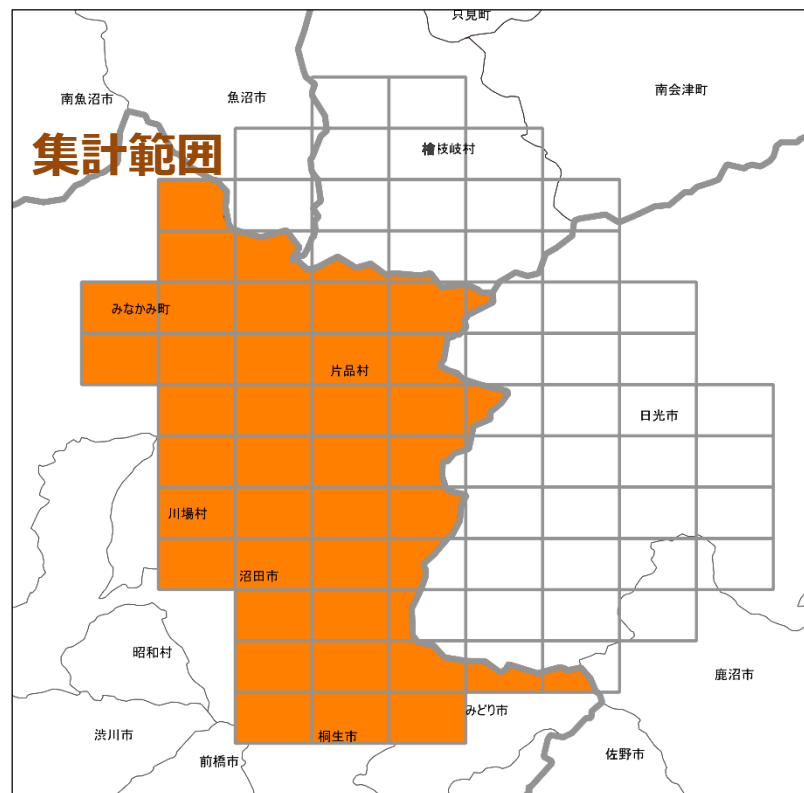 只見町
南会津町
南魚沼市
魚沼市
集計範囲
檜枝岐村
みなかみ町
片品村
日光市
川場村
沼田市
昭和村
鹿沼市
みどり市
渋川市
桐生市
前橋市
佐野市